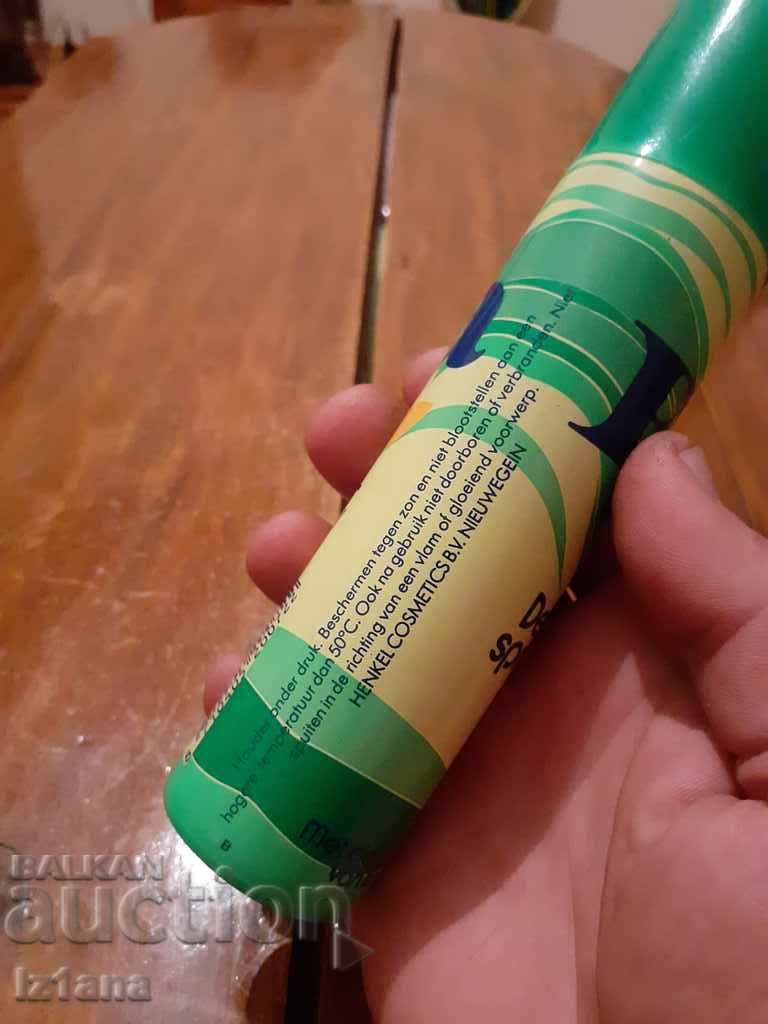 Houder onder druk. Beschermen tegen zon en niet blootstellen aan een
hogere temperatuur dan 50°C. Ook na gebruik niet doorboren of verbranden. Niet
spuiten in de richting van een vlam of gloeiend voorwerp.
HENKEL COSMETICS B.V. NIEUWEGEIN
B
BALKAN
auction
Iz1ana